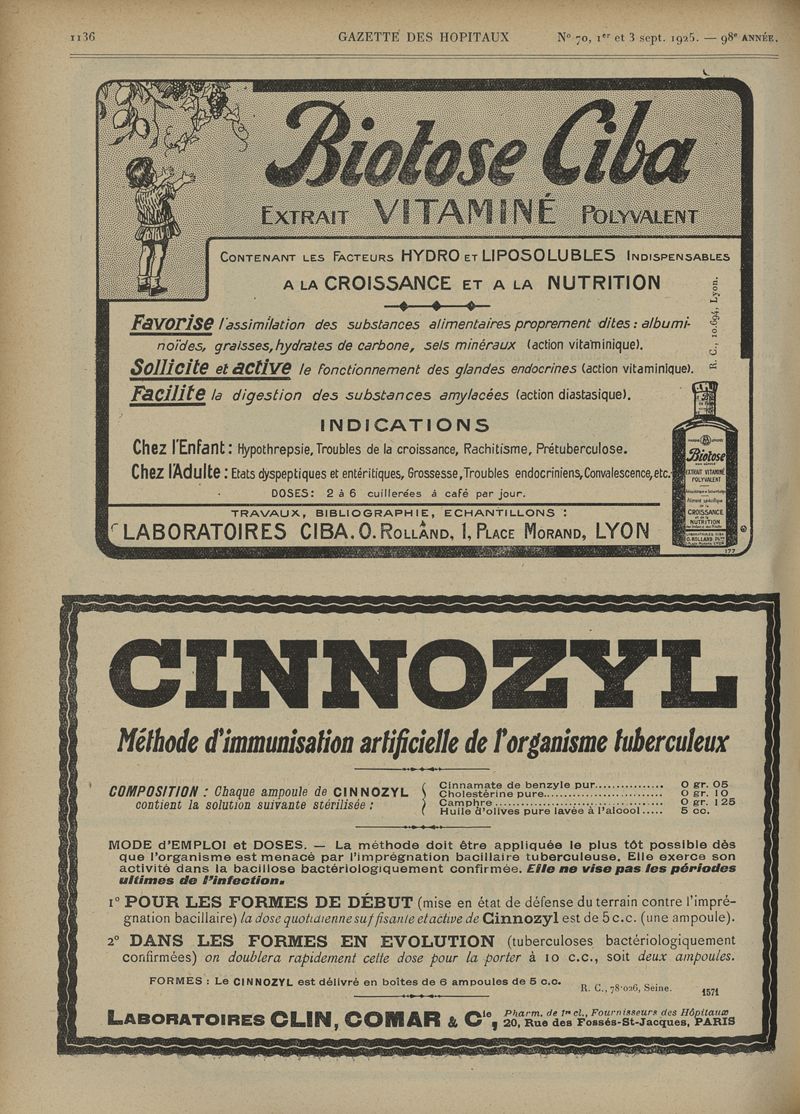 1136
GAZETTE DES HOPITAUX
N° 70, 1er et 3 sept. 1925. — 98e ANNÉE.
Biotose Ciba
EXTRAIT VITAMINÉ POLYVALENT
CONTENANT LES FACTEURS HYDRO ET LIPOSOLUBLES INDISPENSABLES
A LA CROISSANCE ET A LA NUTRITION
Favorise l'assimilation des substances alimentaires proprement dites : albumi-
noïdes, graisses, hydrates de carbone, sels minéraux (action vitaminique).
Sollicite et active le fonctionnement des glandes endocrines (action vitaminique).
Facilite la digestion des substances amylacées (action diastasique).
R. C., 10.694, Lyon.
INDICATIONS
Chez l'Enfant : Hypothrepsie, Troubles de la croissance, Rachitisme, Prétuberculose.
Chez l'Adulte : Etats dyspeptiques et entéritiques, Grossesse, Troubles endocriniens, Convalescence, etc.
DOSES : 2 à 6 cuillerées à café par jour.
TRAVAUX, BIBLIOGRAPHIE, ECHANTILLONS :
LABORATOIRES CIBA. O. ROLLAND, 1, PLACE MORAND, LYON
Biotose
EXTRAIT VITAMINÉ
POLYVALENT
CROISSANCE
NUTRITION
LABORATOIRES CIBA
O. ROLLAND
177
CINNOZYL
Méthode d'immunisation artificielle de l'organisme tuberculeux
COMPOSITION : Chaque ampoule de CINNOZYL
contient la solution suivante stérilisée :
Cinnamate de benzyle pur............... 0 gr. 05
Cholestérine pure............................ 0 gr. 10
Camphre........................................ 0 gr. 125
Huile d'olives pure lavée à l'alcool..... 5 cc.
MODE d'EMPLOI et DOSES. — La méthode doit être appliquée le plus tôt possible dès
que l'organisme est menacé par l'imprégnation bacillaire tuberculeuse. Elle exerce son
activité dans la bacillose bactériologiquement confirmée. Elle ne vise pas les périodes
ultimes de l'infection.
1° POUR LES FORMES DE DÉBUT (mise en état de défense du terrain contre l'impré-
gnation bacillaire) la dose quotidienne suffisante et active de Cinnozyl est de 5 c.c. (une ampoule).
2° DANS LES FORMES EN EVOLUTION (tuberculoses bactériologiquement
confirmées) on doublera rapidement cette dose pour la porter à 10 c.c., soit deux ampoules.
FORMES : Le CINNOZYL est délivré en boîtes de 6 ampoules de 5 c.c.
R. C., 78.026, Seine.
1571
LABORATOIRES CLIN, COMAR & Cie, Pharm. de 1re cl., Fournisseurs des Hôpitaux
20, Rue des Fossés-St-Jacques, PARIS